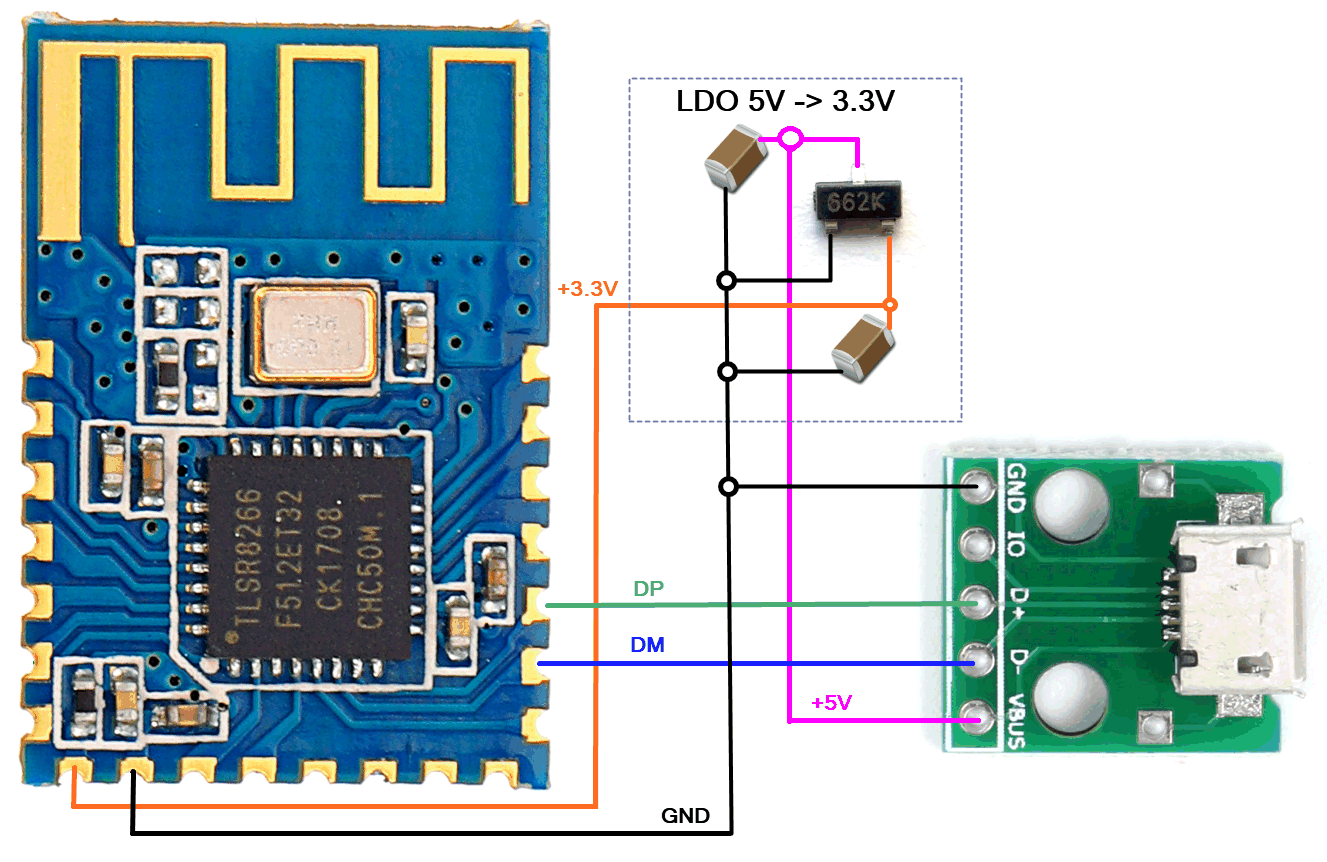 LDO 5V -> 3.3V
662K
+3.3V
TLSR8266
F512ET32
CK1708.
CHC50M.1
DP
DM
+5V
GND
GND
IO
D+
D-
VBUS